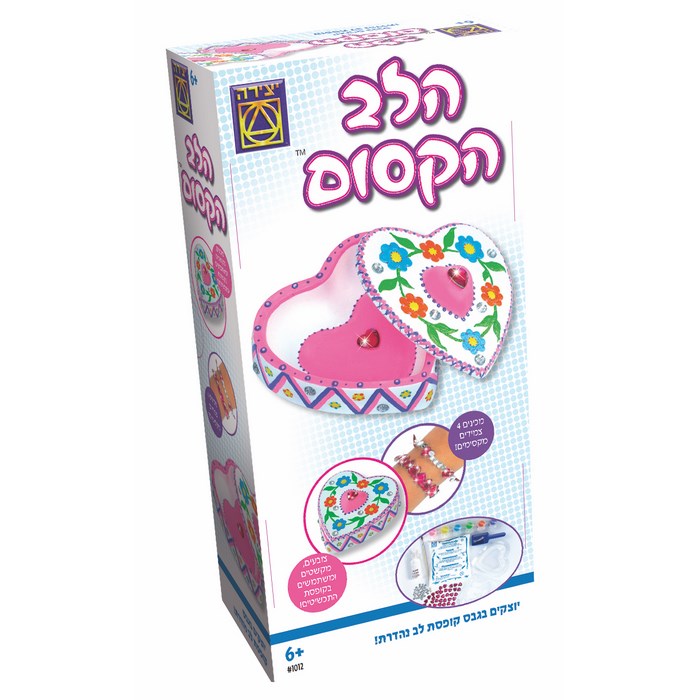 יצירה
הלב
הקסום
TM
מכינים 4
צמידים
מקסימים!
צובעים,
מקשטים
ומשתמשים
בקופסת
התכשיטים!
יוצקים בגבס קופסת לב נהדרת!
6+
#1012
6+
הלב
הקסום